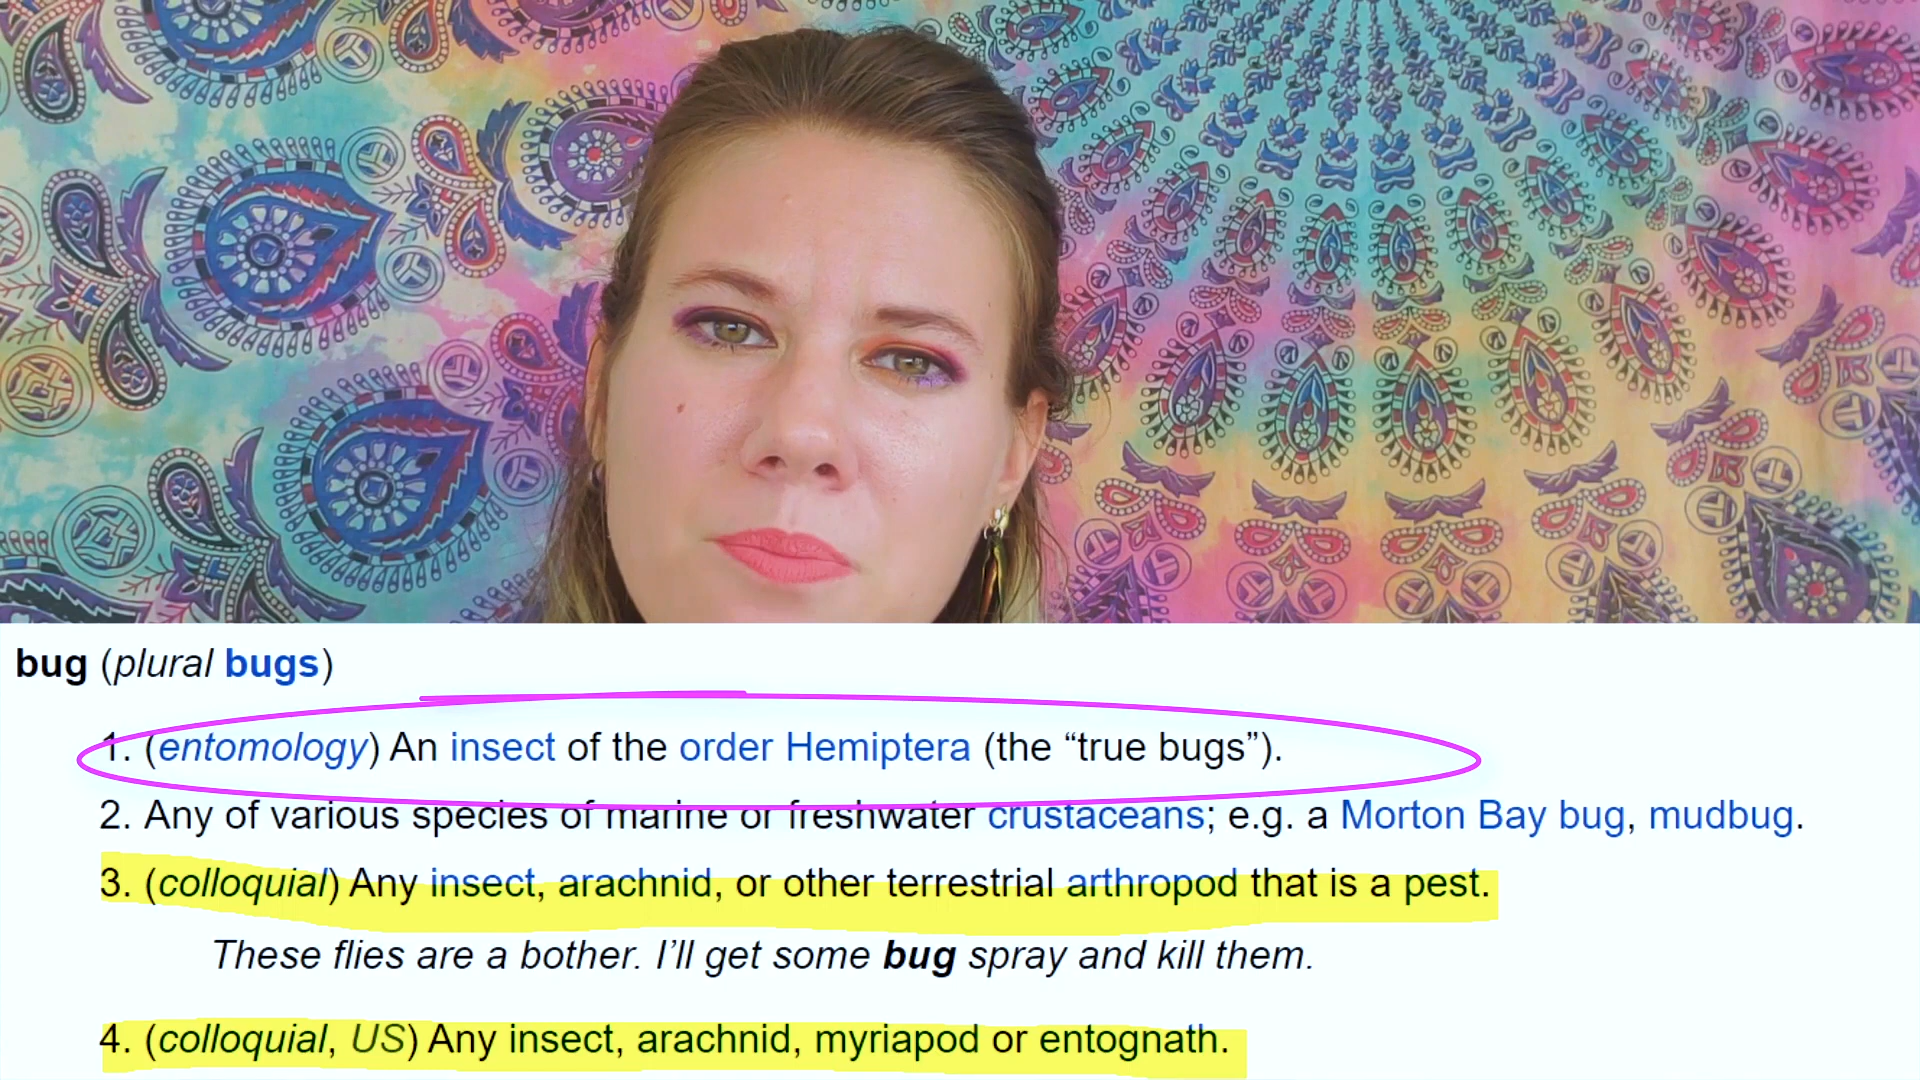 bug (plural bugs)
1. (entomology) An insect of the order Hemiptera (the “true bugs”).
2. Any of various species of marine or freshwater crustaceans; e.g. a Morton Bay bug, mudbug.
3. (colloquial) Any insect, arachnid, or other terrestrial arthropod that is a pest.
These flies are a bother. I’ll get some bug spray and kill them.
4. (colloquial, US) Any insect, arachnid, myriapod or entognath.